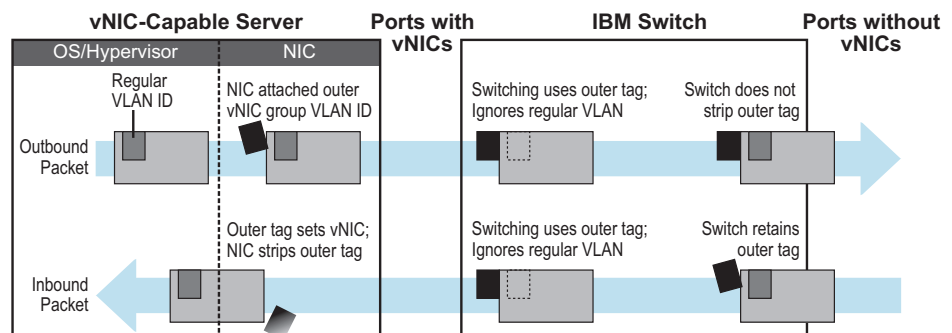 vNIC-Capable Server
Ports with
vNICs
IBM Switch
Ports without
vNICs
OS/Hypervisor
NIC
Regular
VLAN ID
NIC attached outer
vNIC group VLAN ID
Switching uses outer tag;
Ignores regular VLAN
Switch does not
strip outer tag
Outbound
Packet
Outer tag sets vNIC;
NIC strips outer tag
Switching uses outer tag;
Ignores regular VLAN
Switch retains
outer tag
Inbound
Packet